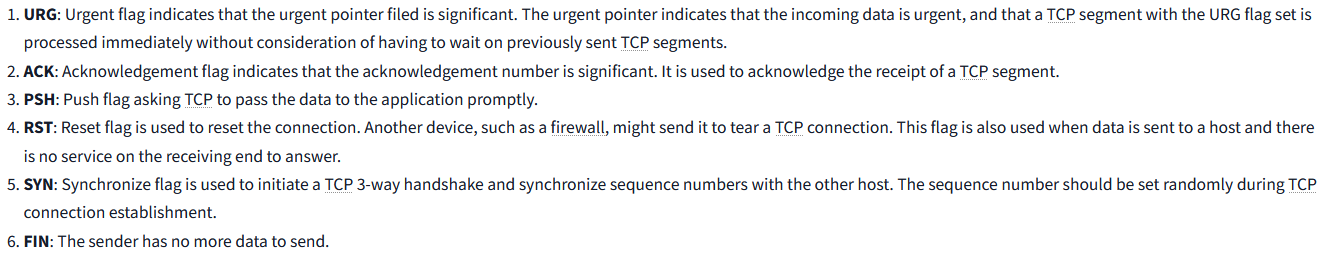 1. URG: Urgent flag indicates that the urgent pointer filed is significant. The urgent pointer indicates that the incoming data is urgent, and that a TCP segment with the URG flag set is
processed immediately without consideration of having to wait on previously sent TCP segments.
2. ACK: Acknowledgement flag indicates that the acknowledgement number is significant. It is used to acknowledge the receipt of a TCP segment.
3. PSH: Push flag asking TCP to pass the data to the application promptly.
4. RST: Reset flag is used to reset the connection. Another device, such as a firewall, might send it to tear a TCP connection. This flag is also used when data is sent to a host and there
is no service on the receiving end to answer.
5. SYN: Synchronize flag is used to initiate a TCP 3-way handshake and synchronize sequence numbers with the other host. The sequence number should be set randomly during TCP
connection establishment.
6. FIN: The sender has no more data to send.